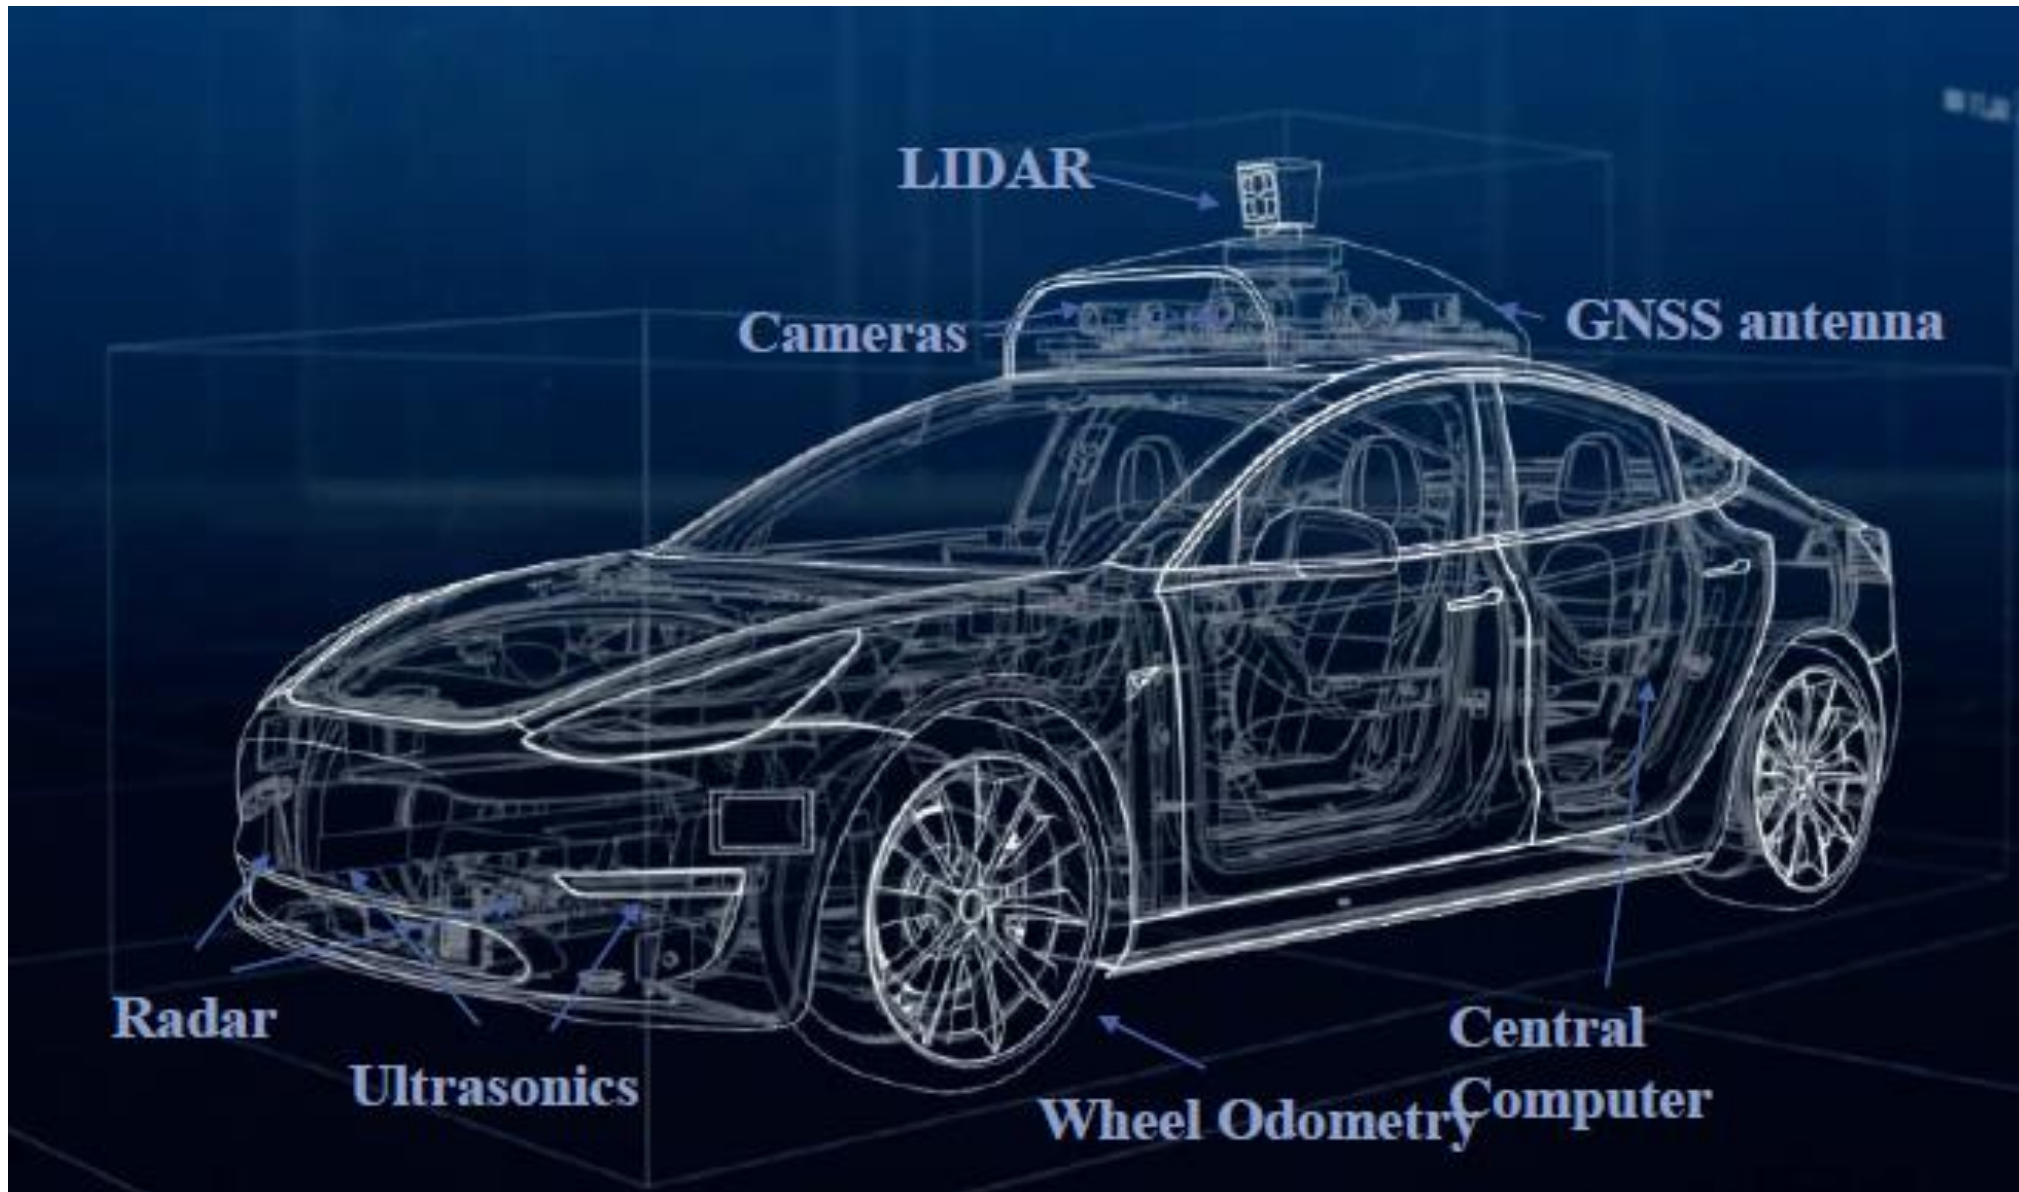 LIDAR
Cameras
GNSS antenna
Radar
Ultrasonics
Wheel Odometry
Central
Computer